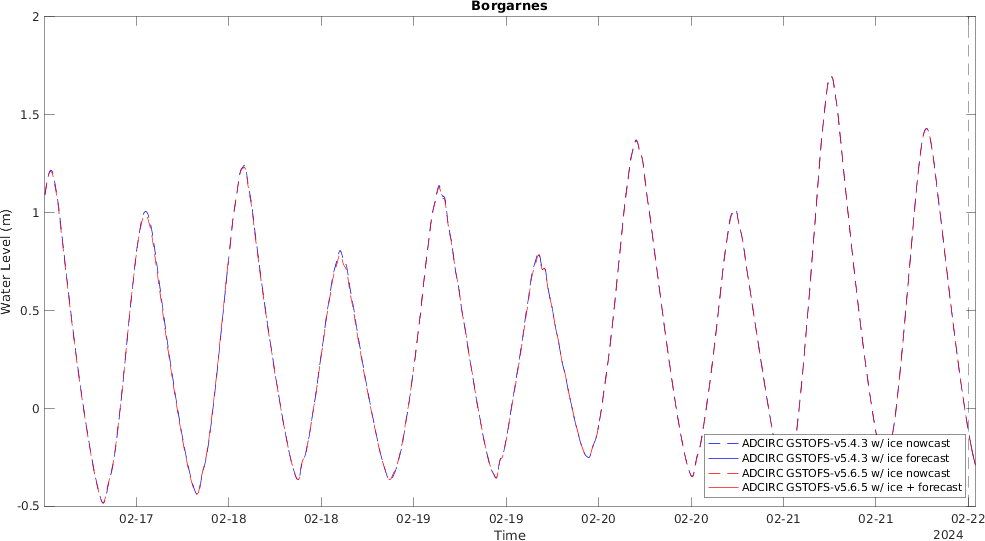 Borgarnes
2
1.5
1
0.5
0
-0.5
Water Level (m)
ADCIRC GSTOFS-v5.4.3 w/ ice nowcast
ADCIRC GSTOFS-v5.4.3 w/ ice forecast
ADCIRC GSTOFS-v5.6.5 w/ ice nowcast
ADCIRC GSTOFS-v5.6.5 w/ ice + forecast
02-17 02-18 02-18 02-19 02-19 02-20 02-20 02-21 02-21 02-22
Time 2024